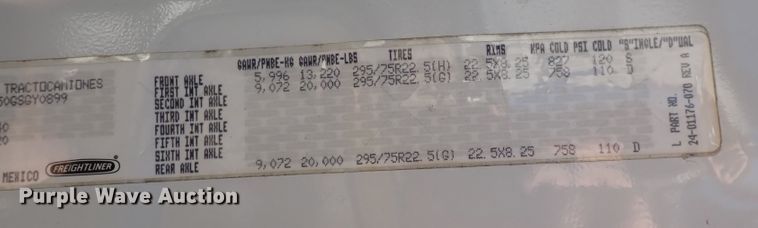 GAWR/PNBE-KG GAWR/PNBE-LBS TIRES RIMS KPA COLD PSI COLD "S"INGLE/"D"UAL
FRONT AXLE 5,996 13,220 295/75R22.5(H) 22.5X8.25 827 120 S
FIRST INT AXLE 9,072 20,000 295/75R22.5(G) 22.5X8.25 758 110 D
SECOND INT AXLE
THIRD INT AXLE
FOURTH INT AXLE
FIFTH INT AXLE
SIXTH INT AXLE
REAR AXLE 9,072 20,000 295/75R22.5(G) 22.5X8.25 758 110 D
TRACTOCAMIONES
50GSGY0899
20
MEXICO
FREIGHTLINER
L PART NO.
24-01176-070 REV A
Purple Wave Auction